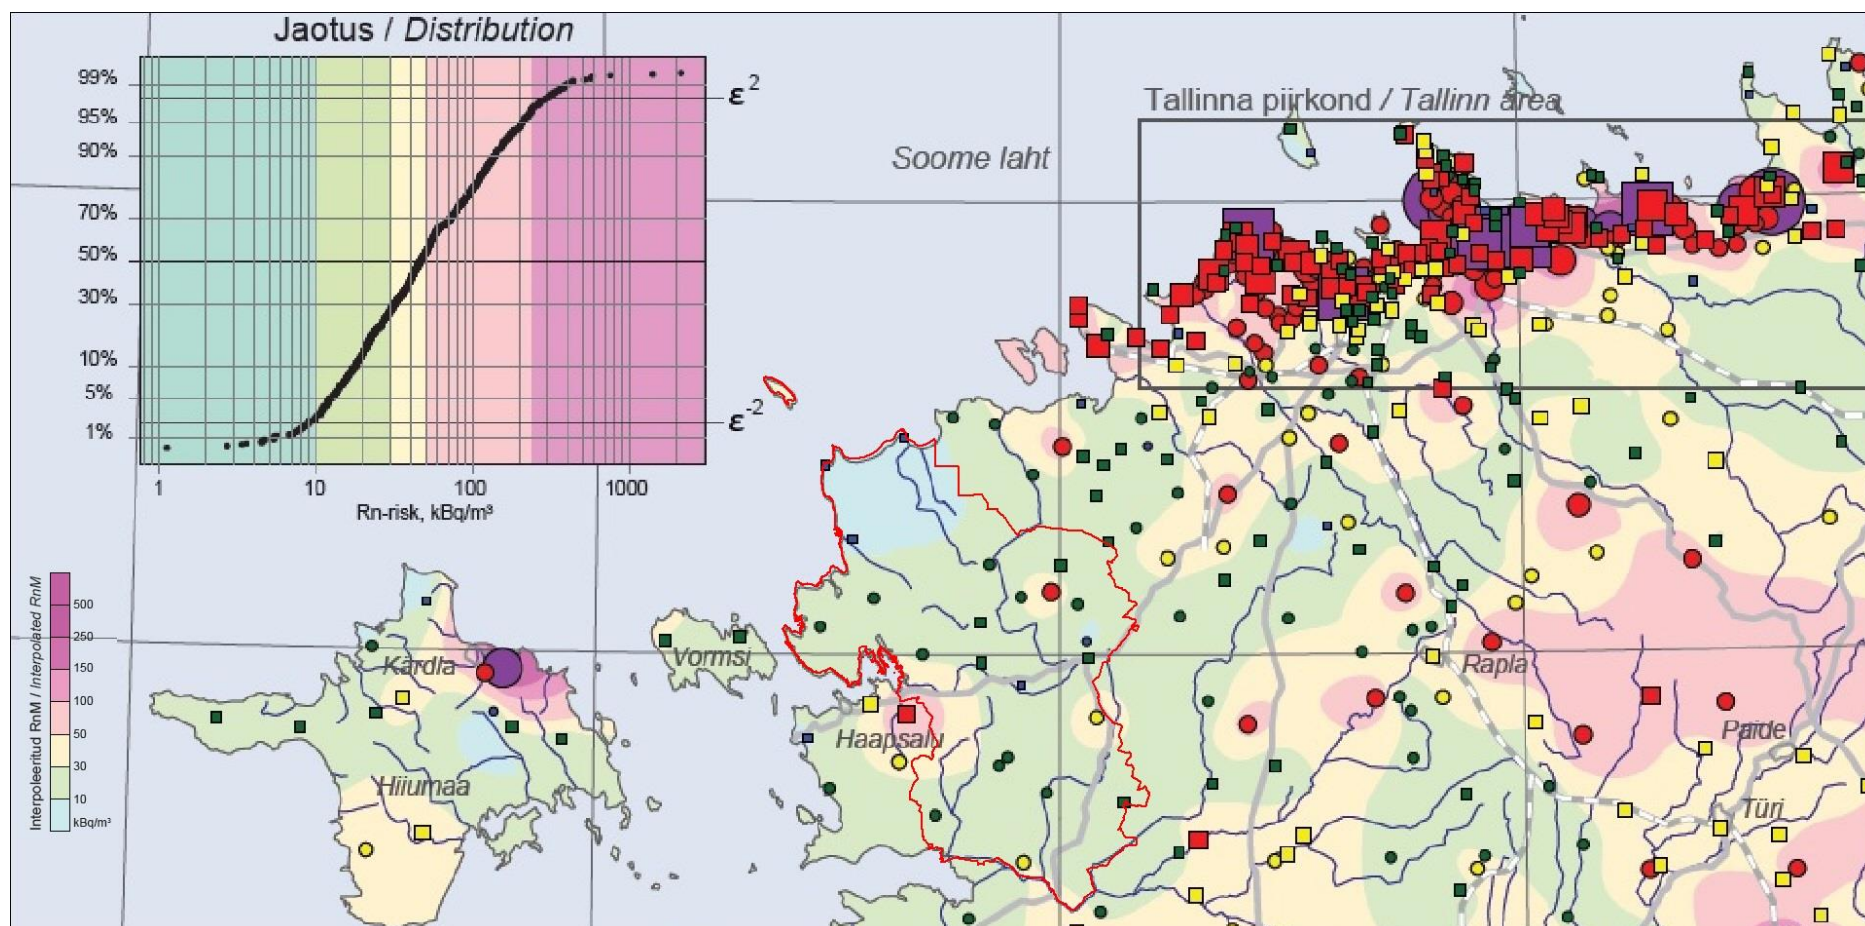 Jaotus / Distribution
99%
95%
90%
70%
50%
30%
10%
5%
1%
ε²
ε⁻²
1
10
100
1000
Rn-risk, kBq/m³
Soome laht
Tallinna piirkond / Tallinn area
Interpoleeritud RnM / Interpolated RnM
500
250
150
100
50
30
10
kBq/m³
Kärdla
Hiiumaa
Vormsi
Haapsalu
Rapla
Paide
Türi